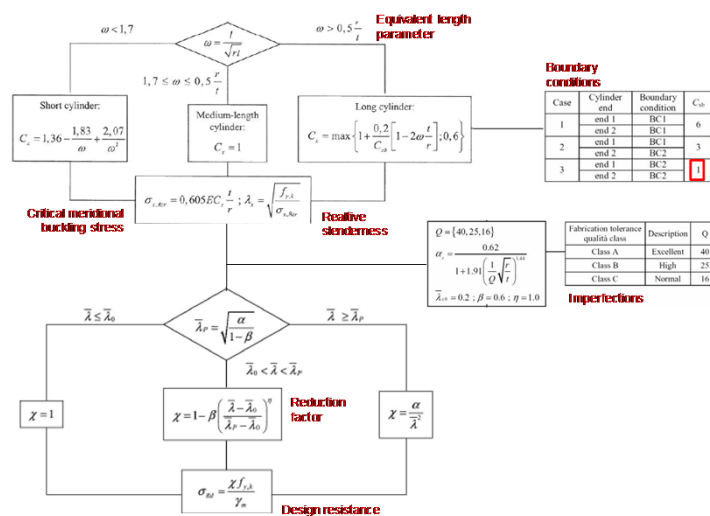 Equivalent length
parameter
ω<1,7
ω = l/√rt
ω > 0,5 r/t
1,7 ≤ ω ≤ 0,5 r/t
Boundary
conditions
Case Cylinder end Boundary condition C_xb
1 end 1 BC1 6
end 2 BC1
2 end 1 BC1 3
end 2 BC2
3 end 1 BC2 1
end 2 BC2
Short cylinder:
C_x = 1,36 − 1,83/ω + 2,07/ω²
Medium-length
cylinder:
C_x = 1
Long cylinder:
C_x = max{1 + 0,2/C_xb [1 − 2ω t/r]; 0,6}
σ_x,Rcr = 0,605EC_x t/r ; λ_x = √(f_y,k/σ_x,Rcr)
Critical meridional
buckling stress
Realtive
slenderness
Q = {40,25,16}
α_x = 0.62/(1+1.91(1/Q √(r/t))^1.44)
λ̅_x0 = 0.2 ; β = 0.6 ; η = 1.0
Fabrication tolerance qualità class Description Q
Class A Excellent 40
Class B High 25
Class C Normal 16
Imperfections
λ̅ ≤ λ̅_0
λ̅_P = √(α/(1−β))
λ̅ ≥ λ̅_P
λ̅_0 < λ̅ < λ̅_P
χ = 1
χ = 1 − β((λ̅ − λ̅_0)/(λ̅_P − λ̅_0))^η
Reduction
factor
χ = α/λ̅²
σ_Rd = χf_y,k/γ_m
Design resistance